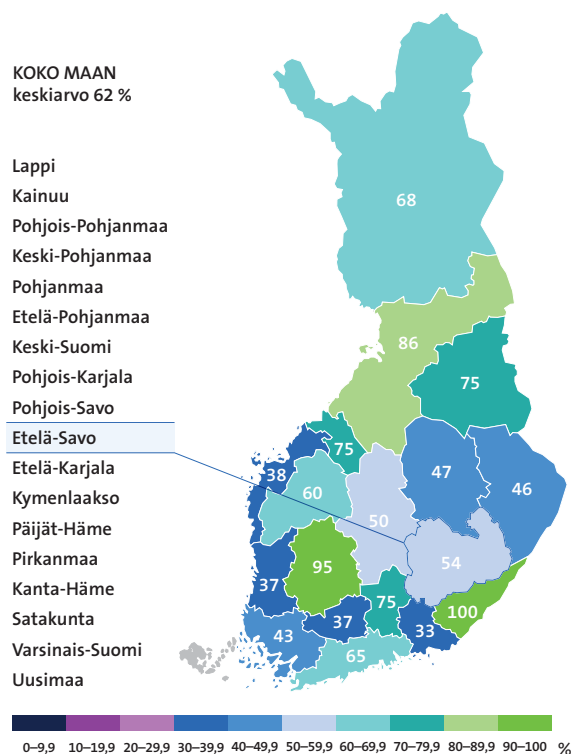 KOKO MAAN
keskiarvo 62 %
Lappi
Kainuu
Pohjois-Pohjanmaa
Keski-Pohjanmaa
Pohjanmaa
Etelä-Pohjanmaa
Keski-Suomi
Pohjois-Karjala
Pohjois-Savo
Etelä-Savo
Etelä-Karjala
Kymenlaakso
Päijät-Häme
Pirkanmaa
Kanta-Häme
Satakunta
Varsinais-Suomi
Uusimaa
68
86
75
75
38
60
47
46
50
54
95
37
75
100
37
33
43
65
0–9,9 10–19,9 20–29,9 30–39,9 40–49,9 50–59,9 60–69,9 70–79,9 80–89,9 90–100 %